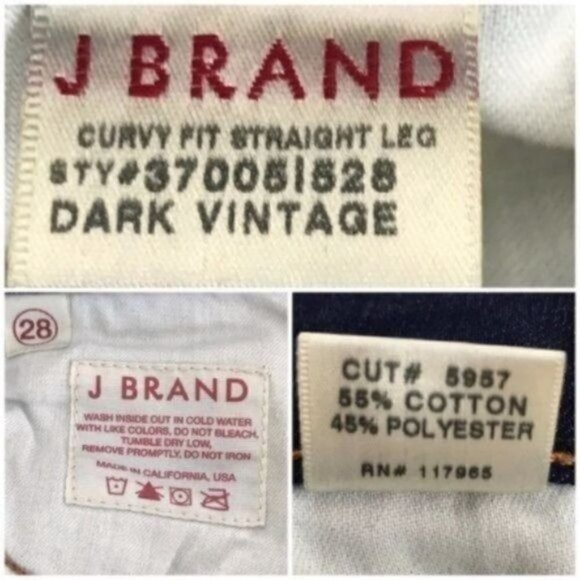 J BRAND
CURVY FIT STRAIGHT LEG
STY#37005I528
DARK VINTAGE
28
J BRAND
WASH INSIDE OUT IN COLD WATER
WITH LIKE COLORS, DO NOT BLEACH,
TUMBLE DRY LOW,
REMOVE PROMPTLY, DO NOT IRON
MADE IN CALIFORNIA, USA
CUT# 5957
55% COTTON
45% POLYESTER
RN# 117965